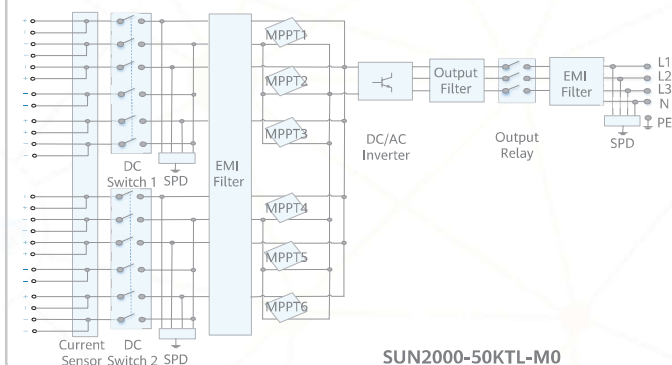 MPPT1
MPPT2
MPPT3
MPPT4
MPPT5
MPPT6
EMI
Filter
DC
Switch 1
SPD
Current
Sensor
DC
Switch 2
SPD
DC/AC
Inverter
Output
Filter
Output
Relay
EMI
Filter
L1
L2
L3
N
PE
SPD
SUN2000-50KTL-M0